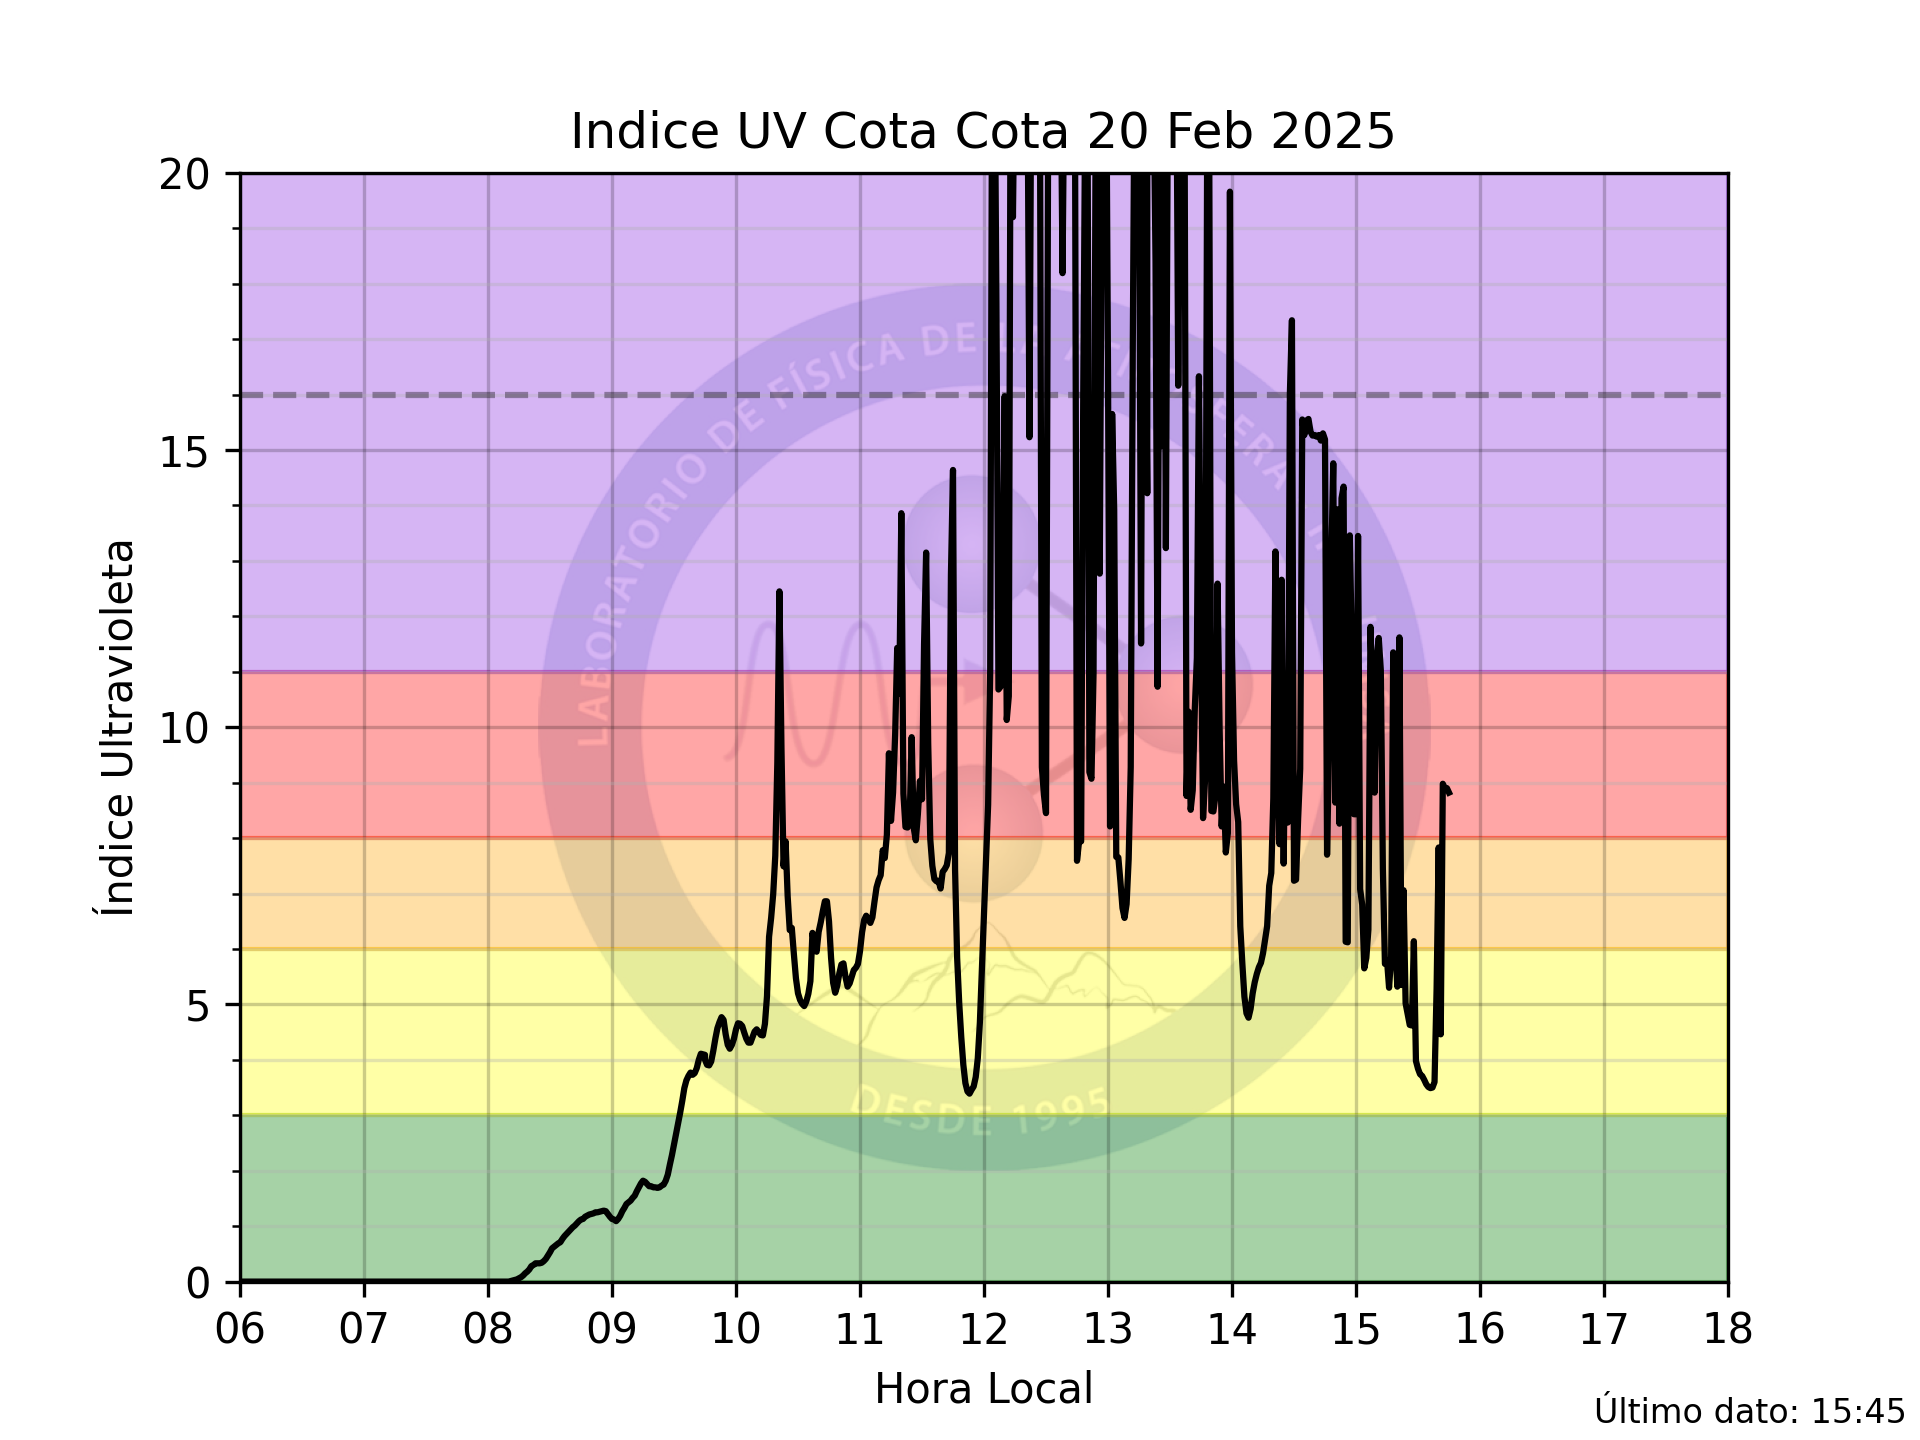 Indice UV Cota Cota 20 Feb 2025
Índice Ultravioleta
20
15
10
5
0
LABORATORIO DE FÍSICA DE LA
DESDE 1995
06 07 08 09 10 11 12 13 14 15 16 17 18
Hora Local
Último dato: 15:45